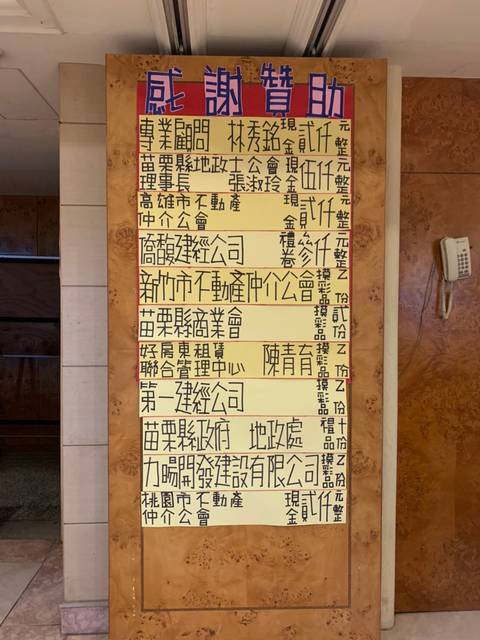 感謝贊助
專業顧問 林秀銘 現金貳仟元整
苗栗縣地政士公會理事長 張淑玲 現金伍仟元整
高雄市不動產仲介公會 現金貳仟元整
僑馥建經公司 禮卷參仟元整
新竹市不動產仲介公會 摸彩品乙份
苗栗縣商業會 摸彩品貳份
好房東租賃聯合管理中心 陳青育 摸彩品乙份
第一建經公司 摸彩品乙份
苗栗縣政府 地政處 禮品十份
力暘開發建設有限公司 摸彩品乙份
桃園市不動產仲介公會 現金貳仟元整